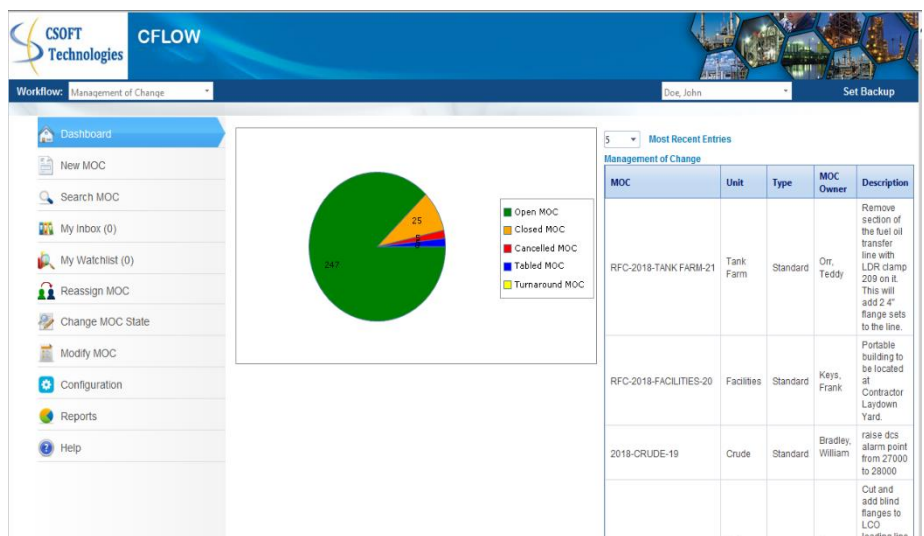 CSOFT
Technologies
CFLOW
Workflow: Management of Change
Doe, John
Set Backup
Dashboard
New MOC
Search MOC
My Inbox (0)
My Watchlist (0)
Reassign MOC
Change MOC State
Modify MOC
Configuration
Reports
Help
247
25
Open MOC
Closed MOC
Cancelled MOC
Tabled MOC
Turnaround MOC
5 Most Recent Entries
Management of Change
MOC Unit Type MOC Owner Description
RFC-2018-TANK FARM-21
Tank
Farm
Standard
Orr,
Teddy
Remove
section of
the fuel oil
transfer
line with
LDR clamp
209 on it.
This will
add 2 4"
flange sets
to the line.
RFC-2018-FACILITIES-20
Facilities
Standard
Keys,
Frank
Portable
building to
be located
at
Contractor
Laydown
Yard.
2018-CRUDE-19
Crude
Standard
Bradley,
William
raise dcs
alarm point
from 27000
to 28000
Cut and
add blind
flanges to
LCO
loading line